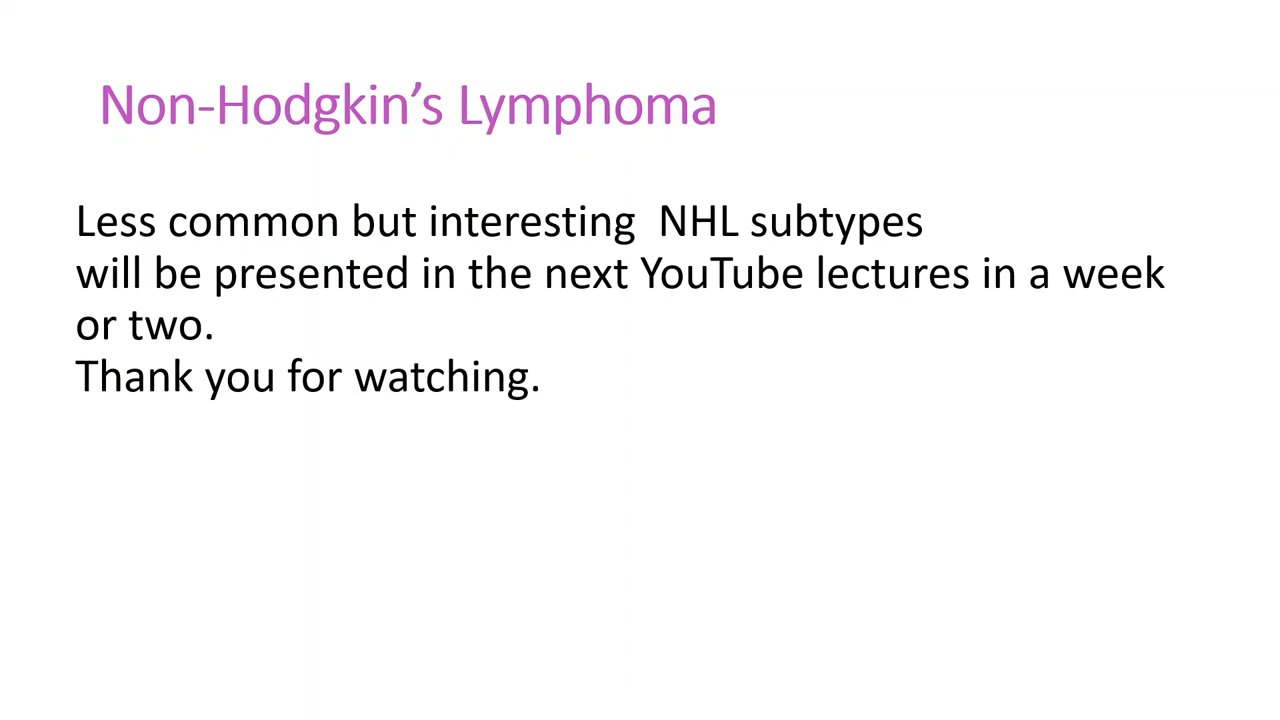 Non-Hodgkin’s Lymphoma
Less common but interesting  NHL subtypes
will be presented in the next YouTube lectures in a week
or two.
Thank you for watching.